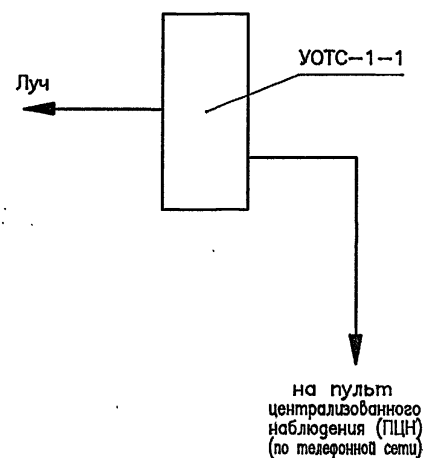 УОТС-1-1
Луч
на пульт
централизованного
наблюдения (ПЦН)
(по телефонной сети)